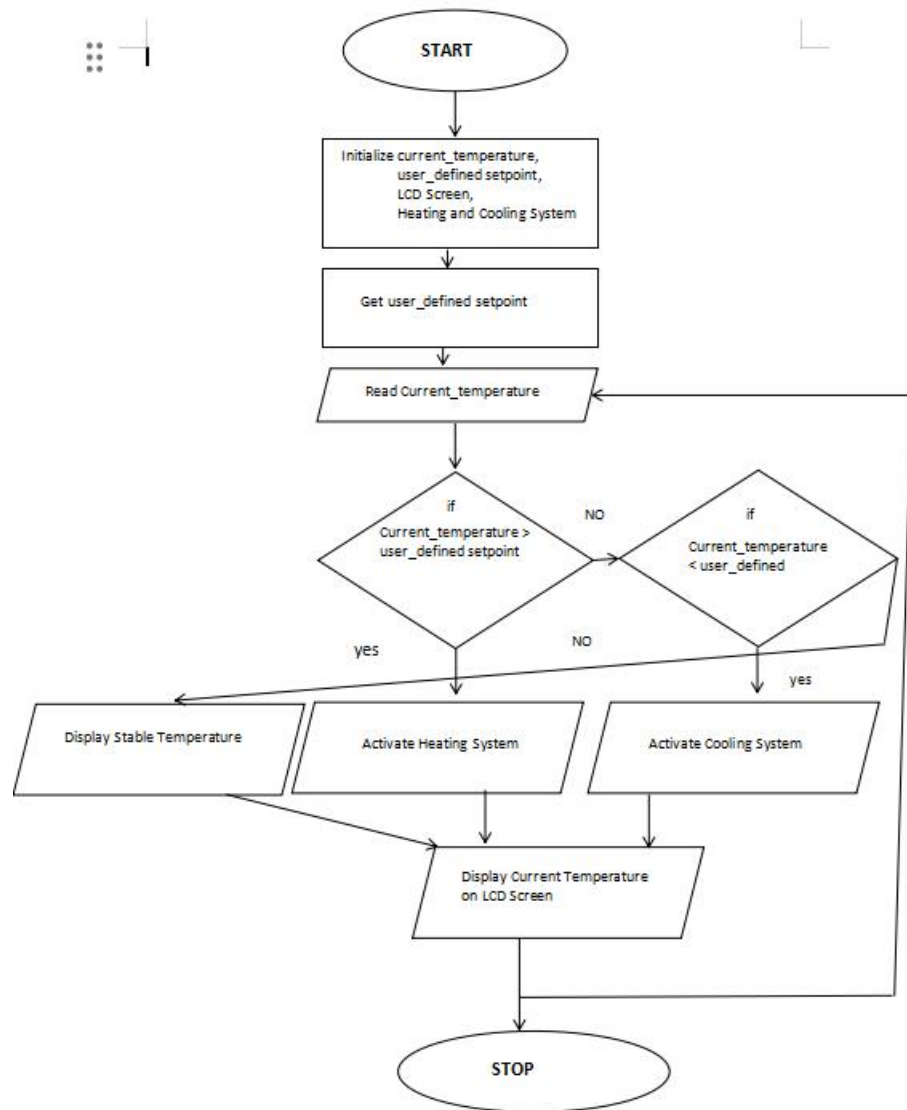 START
Initialize current_temperature,
user_defined setpoint,
LCD Screen,
Heating and Cooling System
Get user_defined setpoint
Read Current_temperature
if
Current_temperature >
user_defined setpoint
NO
if
Current_temperature
< user_defined
yes
NO
yes
Display Stable Temperature
Activate Heating System
Activate Cooling System
Display Current Temperature
on LCD Screen
STOP